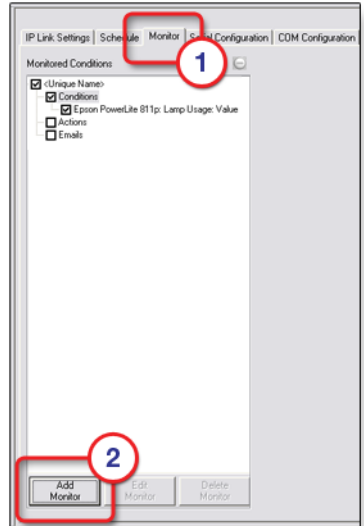 IP Link Settings Schedule Monitor Serial Configuration COM Configuration
1
Monitored Conditions
<Unique Name>
Conditions
Epson PowerLite 811p: Lamp Usage: Value
Actions
Emails
2
Add Monitor Edit Monitor Delete Monitor